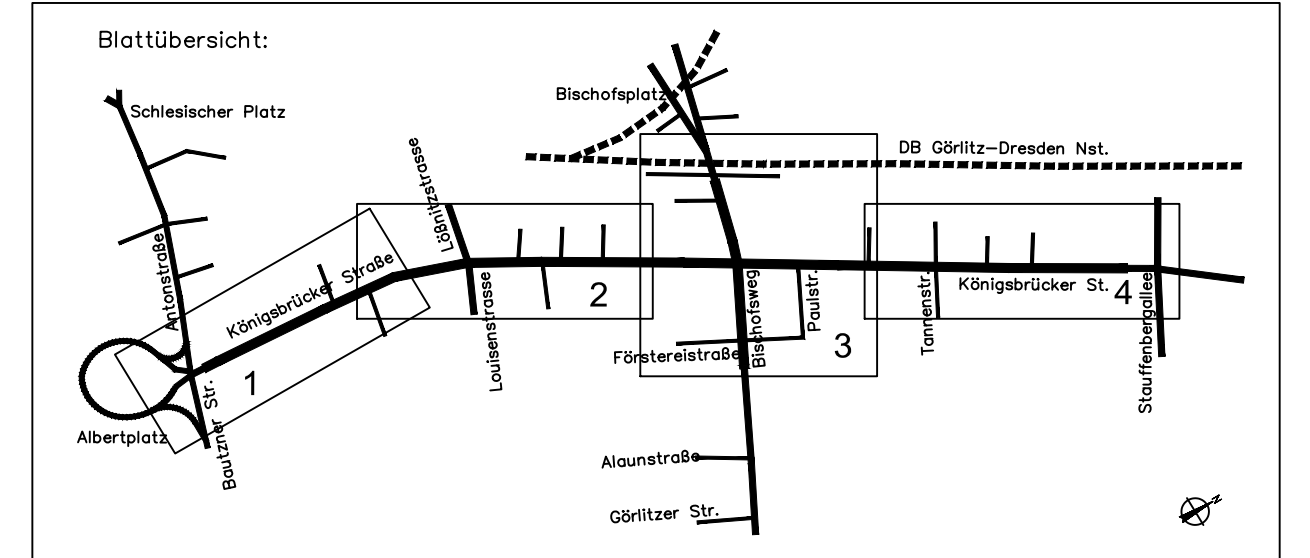 Blattübersicht:
Bischofsplatz
Schlesischer Platz
DB Görlitz-Dresden Nst.
Lößnitzstrasse
Antonstraße
Königsbrücker Straße
Louisenstrasse
2
Bischofsweg
Paulstr.
Tannenstr.
Königsbrücker St.
4
Stauffenbergallee
3
Förstereistraße
1
Albertplatz
Bautzner Str.
Alaunstraße
Görlitzer Str.
N